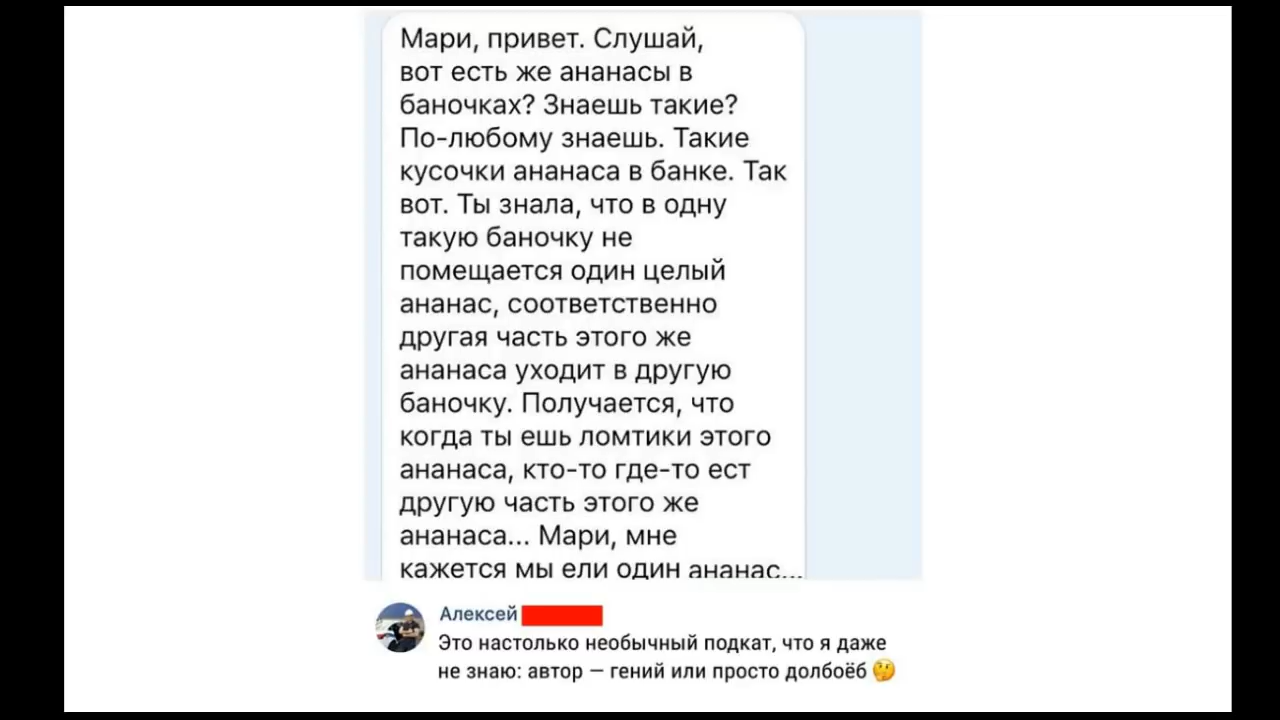 Мари, привет. Слушай,
вот есть же ананасы в
баночках? Знаешь такие?
По-любому знаешь. Такие
кусочки ананаса в банке. Так
вот. Ты знала, что в одну
такую баночку не
помещается один целый
ананас, соответственно
другая часть этого же
ананаса уходит в другую
баночку. Получается, что
когда ты ешь ломтики этого
ананаса, кто-то где-то ест
другую часть этого же
ананаса... Мари, мне
кажется мы ели один ананас...
Алексей
Это настолько необычный подкат, что я даже
не знаю: автор — гений или просто долбоёб 🤔